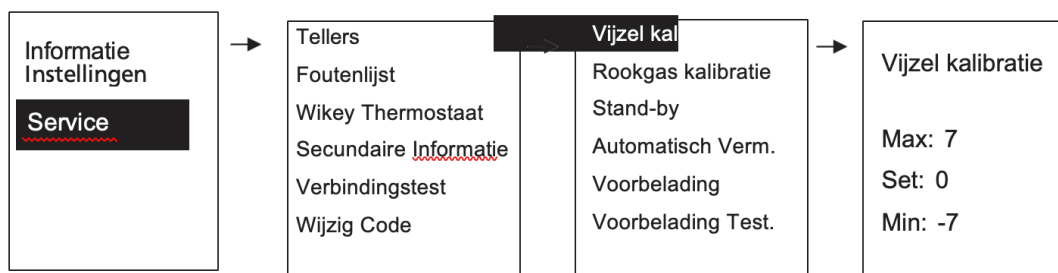 Informatie
Instellingen
Service
Tellers
Foutenlijst
Wikey Thermostaat
Secundaire Informatie
Verbindingstest
Wijzig Code
Vijzel kal
Rookgas kalibratie
Stand-by
Automatisch Verm.
Voorbelading
Voorbelading Test.
Vijzel kalibratie
Max: 7
Set: 0
Min: -7